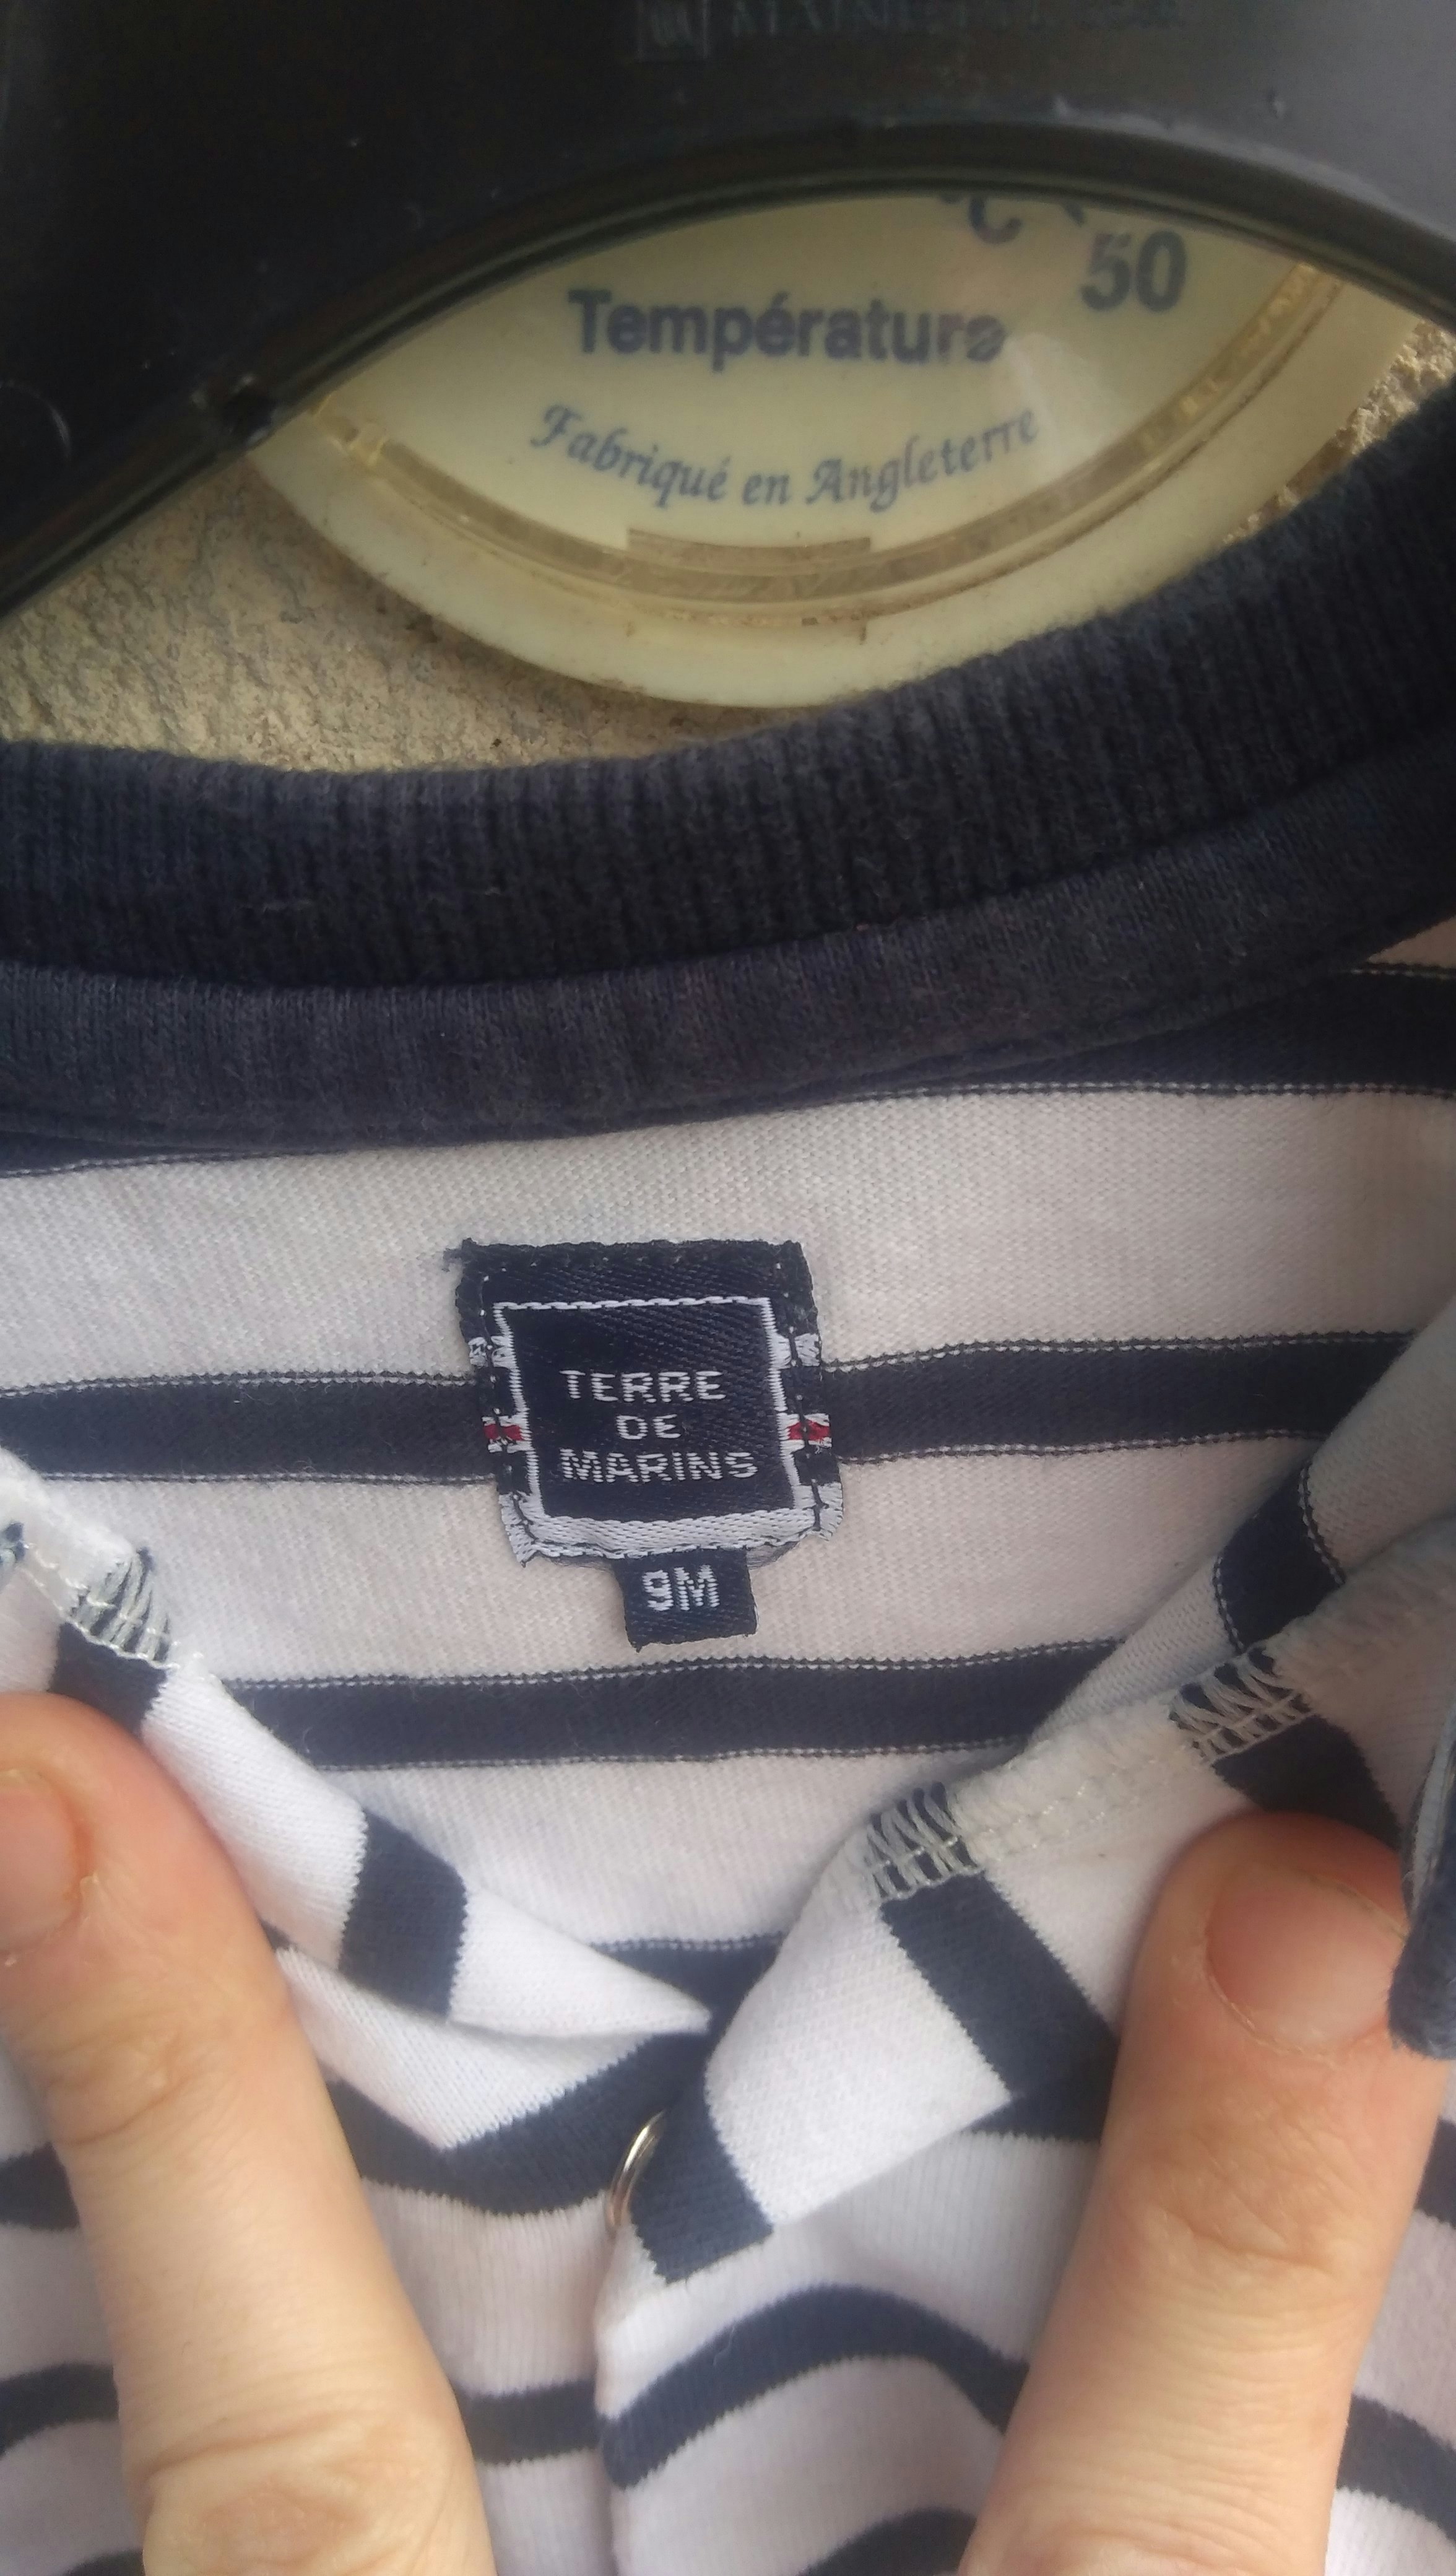 °C
50
Température
Fabriqué en Angleterre
TERRE
DE
MARINS
9M